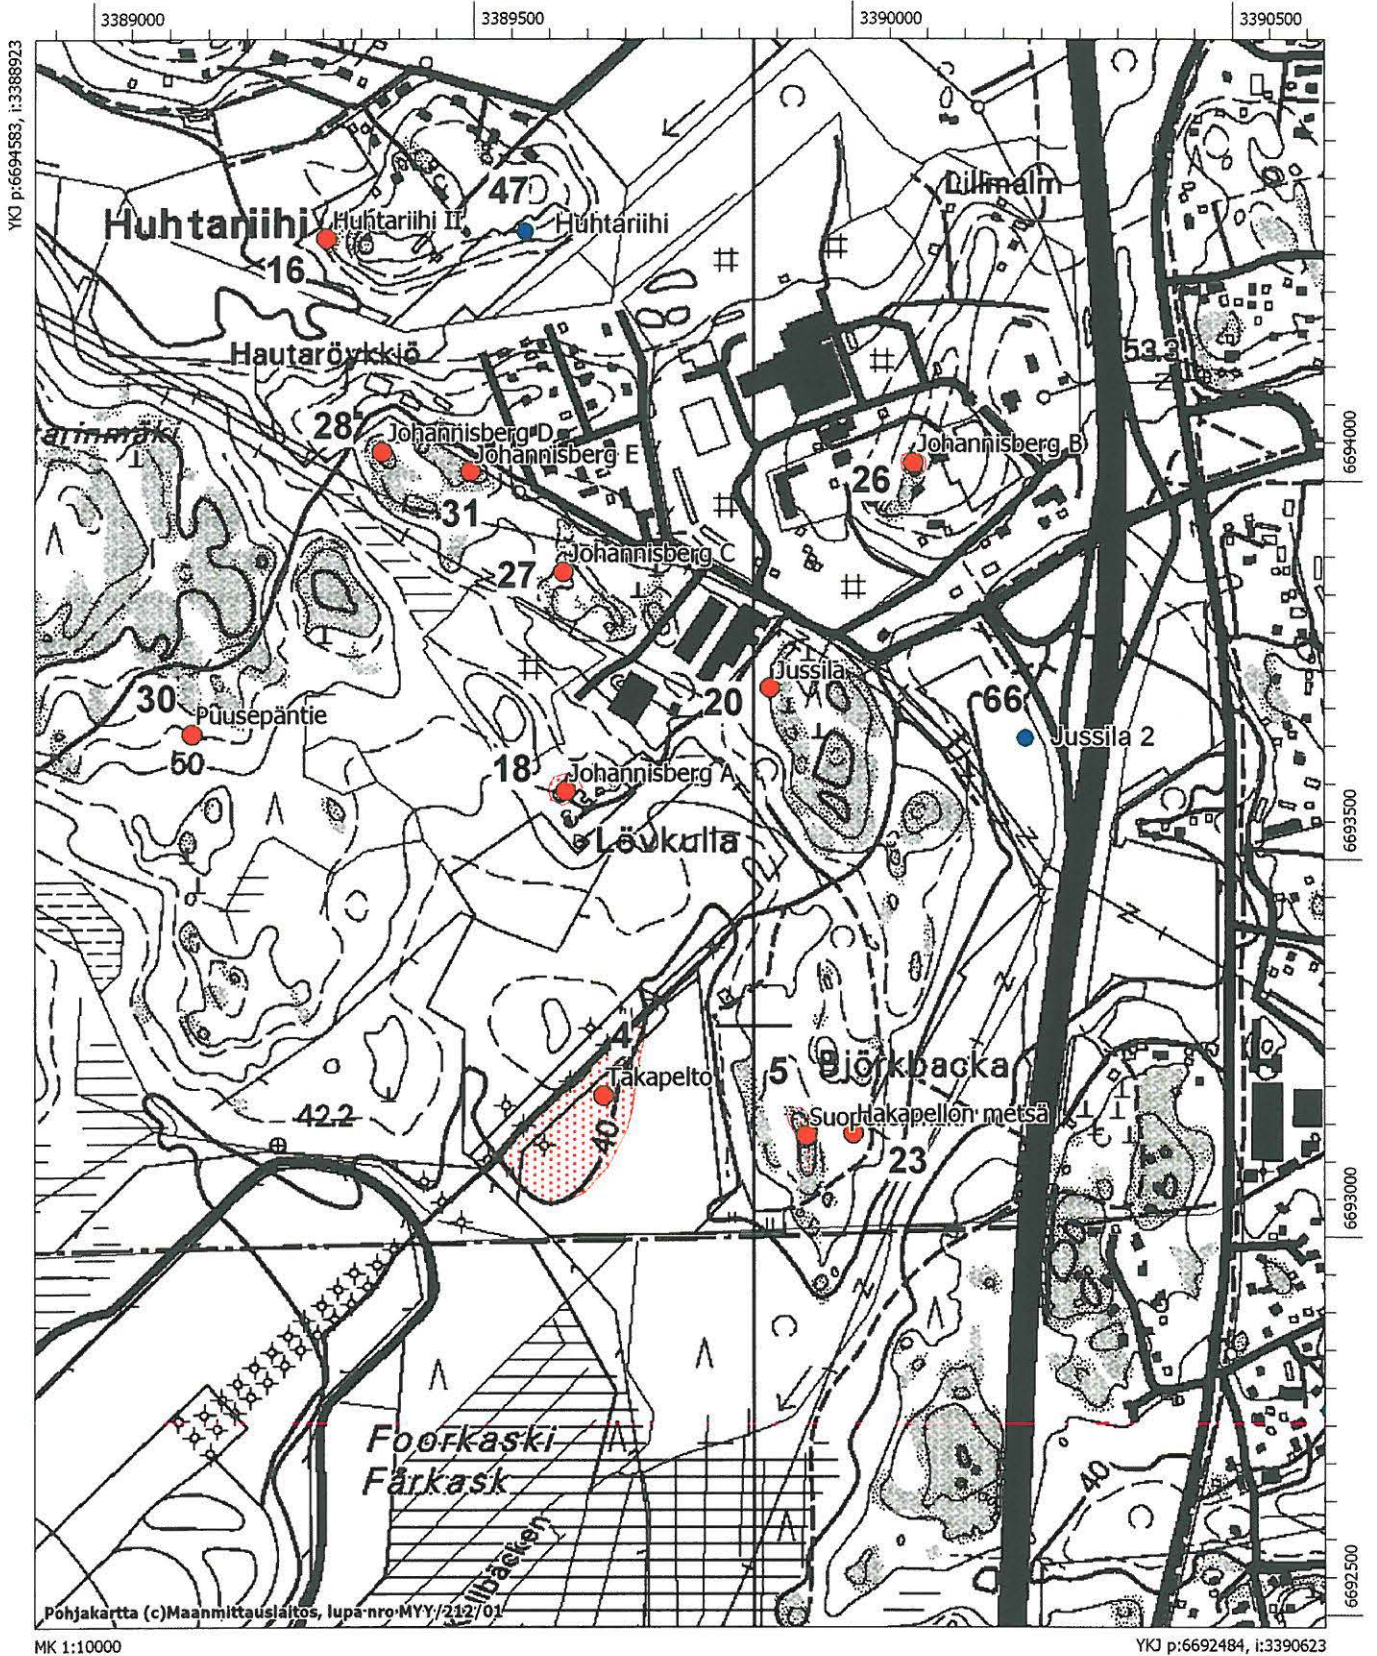 3389000
3389500
3390000
3390500
YKJ p:6694583, i:3388923
Lillimalm
47
Huhtariihi
Huhtariihi II
Huhtariihi
16
Hautaröykkiö
53.3
28
Johannisberg D
Johannisberg E
Johannisberg B
6694000
26
31
Johannisberg C
27
Jussila
30
20
66
Puusepäntie
Jussila 2
50
18
Johannisberg A
Lövkulla
6693500
4
Takapelto
5
Björkbacka
42.2
40
Hakapellon metsä
23
6693000
Foorkaski
Fårkask
40
6692500
Pohjakartta (c)Maanmittauslaitos, lupa nro MYY/212/01
MK 1:10000
YKJ p:6692484, i:3390623